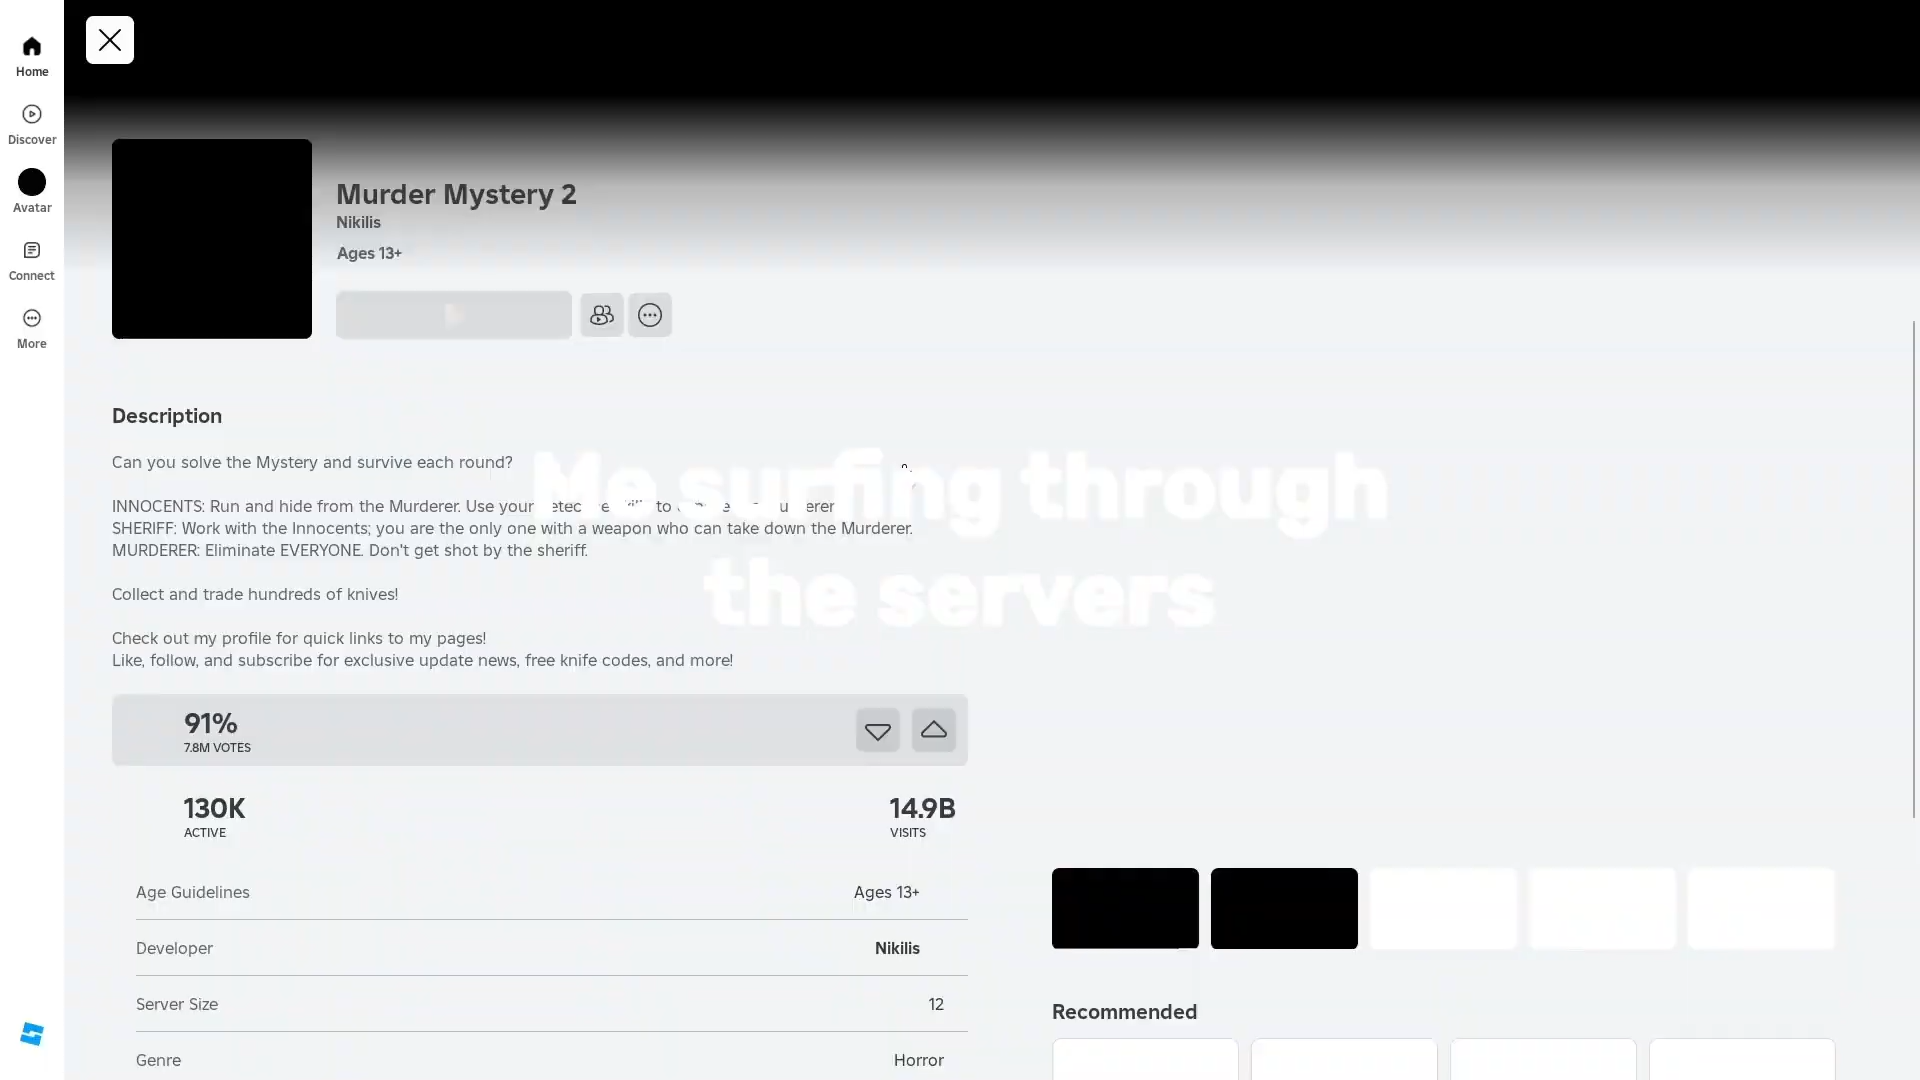 Home
Discover
Avatar
Connect
More
Murder Mystery 2
Nikilis
Ages 13+
Description
Can you solve the Mystery and survive each round?
Me surfing through
the servers
INNOCENTS: Run and hide from the Murderer. Use your to
SHERIFF: Work with the Innocents; you are the only one with a weapon who can take down the Murderer.
MURDERER: Eliminate EVERYONE. Don't get shot by the sheriff.
Collect and trade hundreds of knives!
Check out my profile for quick links to my pages!
Like, follow, and subscribe for exclusive update news, free knife codes, and more!
91%
7.8M VOTES
130K
ACTIVE
14.9B
VISITS
Age Guidelines Ages 13+
Developer Nikilis
Server Size 12
Genre Horror
Recommended